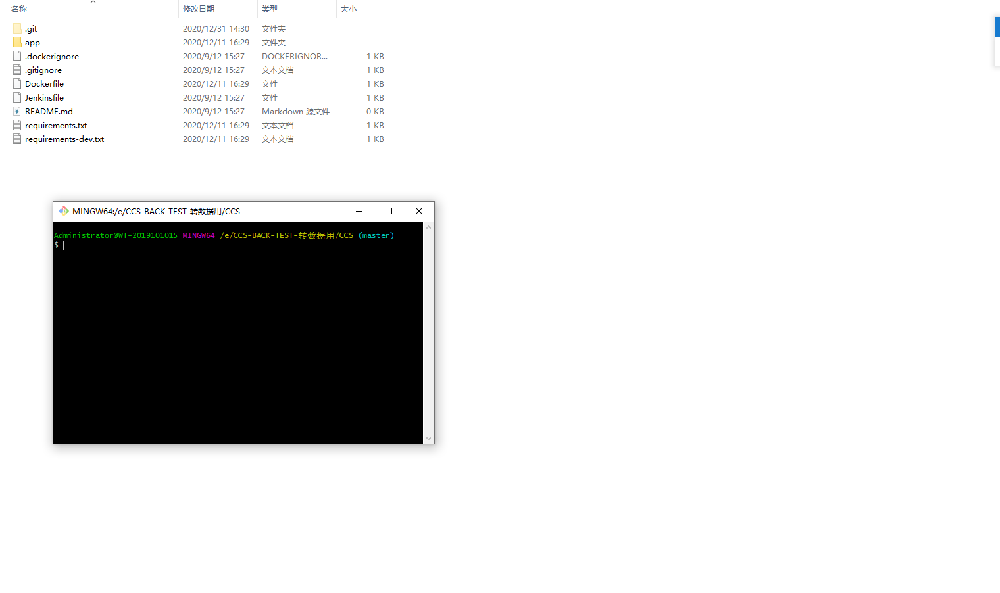 名称 修改日期 类型 大小
.git 2020/12/31 14:30 文件夹
app 2020/12/11 16:29 文件夹
.dockerignore 2020/9/12 15:27 DOCKERIGNOR... 1 KB
.gitignore 2020/9/12 15:27 文本文档 1 KB
Dockerfile 2020/12/11 16:29 文件 1 KB
Jenkinsfile 2020/9/12 15:27 文件 1 KB
README.md 2020/9/12 15:27 Markdown 源文件 0 KB
requirements.txt 2020/12/11 16:29 文本文档 1 KB
requirements-dev.txt 2020/12/11 16:29 文本文档 1 KB
MINGW64:/e/CCS-BACK-TEST-转数据用/CCS
Administrator@WT-2019101015 MINGW64 /e/CCS-BACK-TEST-转数据用/CCS (master)
$